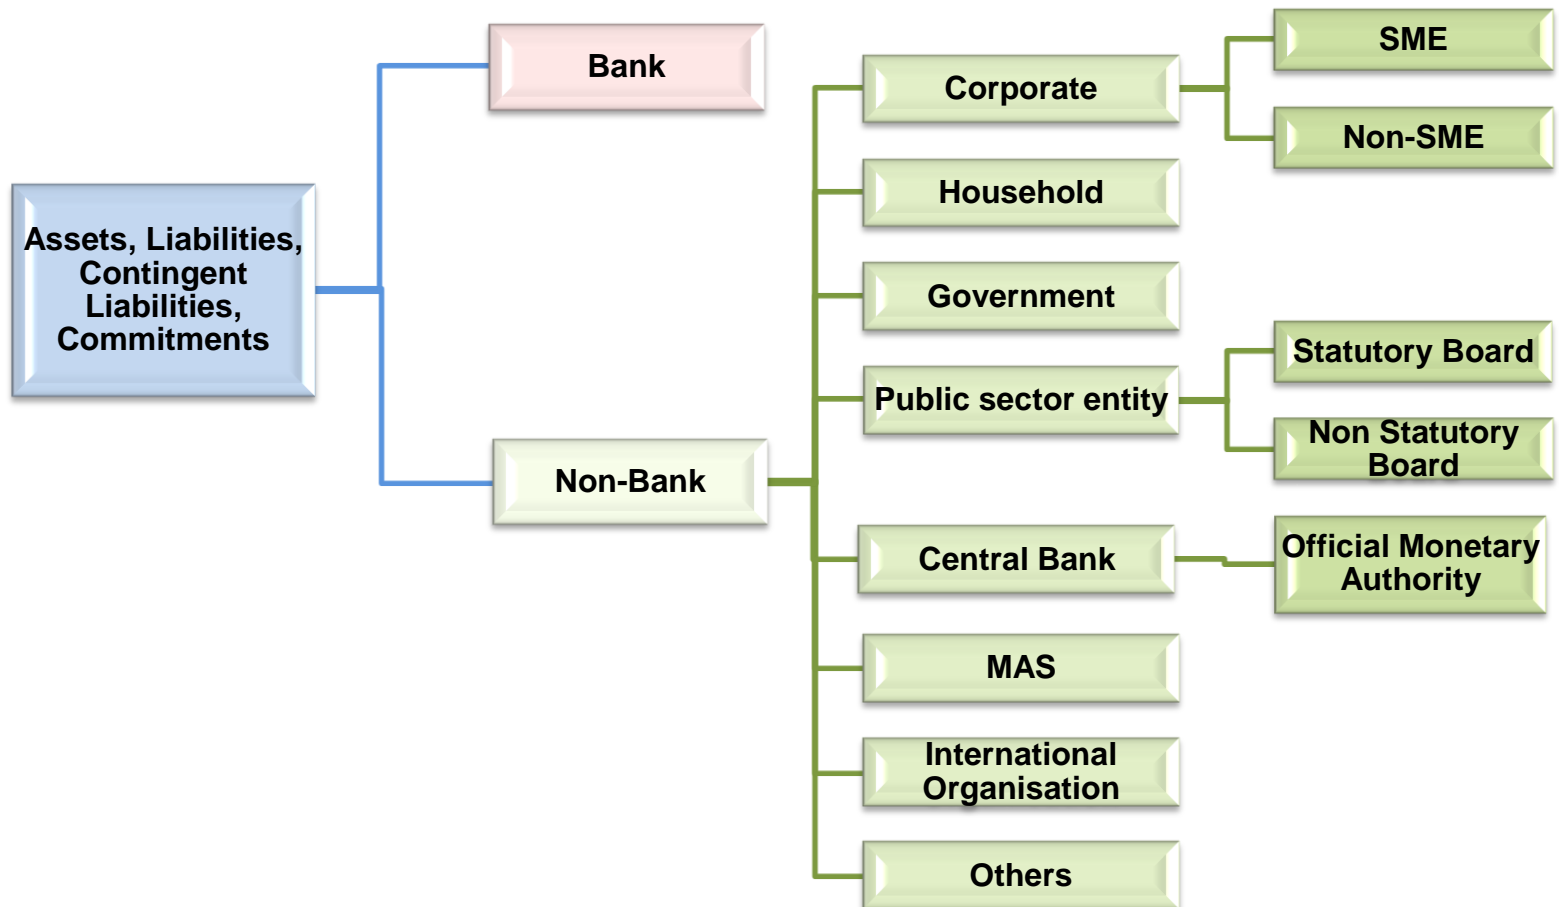 Assets, Liabilities,
Contingent
Liabilities,
Commitments
Bank
Non-Bank
Corporate
Household
Government
Public sector entity
Central Bank
MAS
International
Organisation
Others
SME
Non-SME
Statutory Board
Non Statutory
Board
Official Monetary
Authority